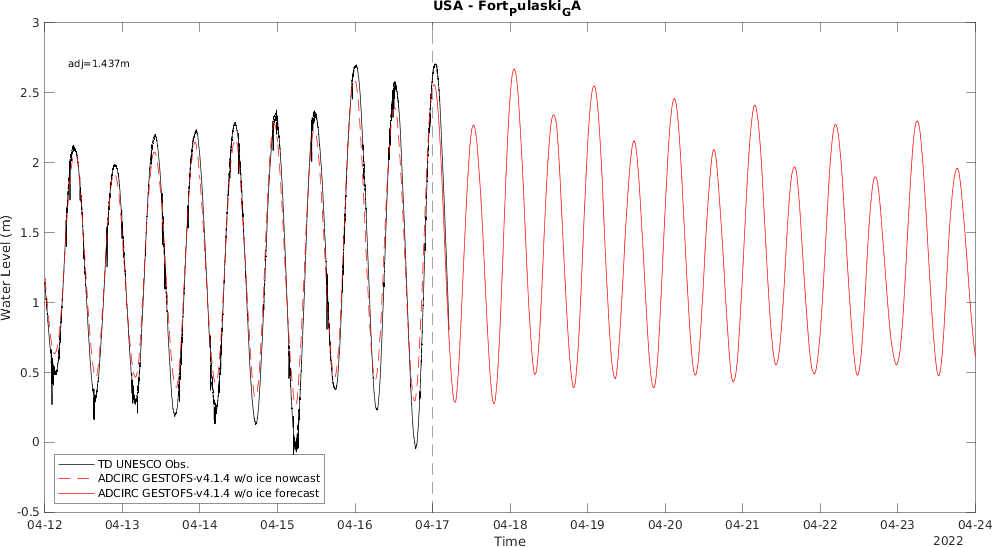 USA - Fort_Pulaski_GA
3
2.5
2
1.5
1
0.5
0
-0.5
Water Level (m)
adj=1.437m
TD UNESCO Obs.
ADCIRC GESTOFS-v4.1.4 w/o ice nowcast
ADCIRC GESTOFS-v4.1.4 w/o ice forecast
04-12 04-13 04-14 04-15 04-16 04-17 04-18 04-19 04-20 04-21 04-22 04-23 04-24
Time
2022